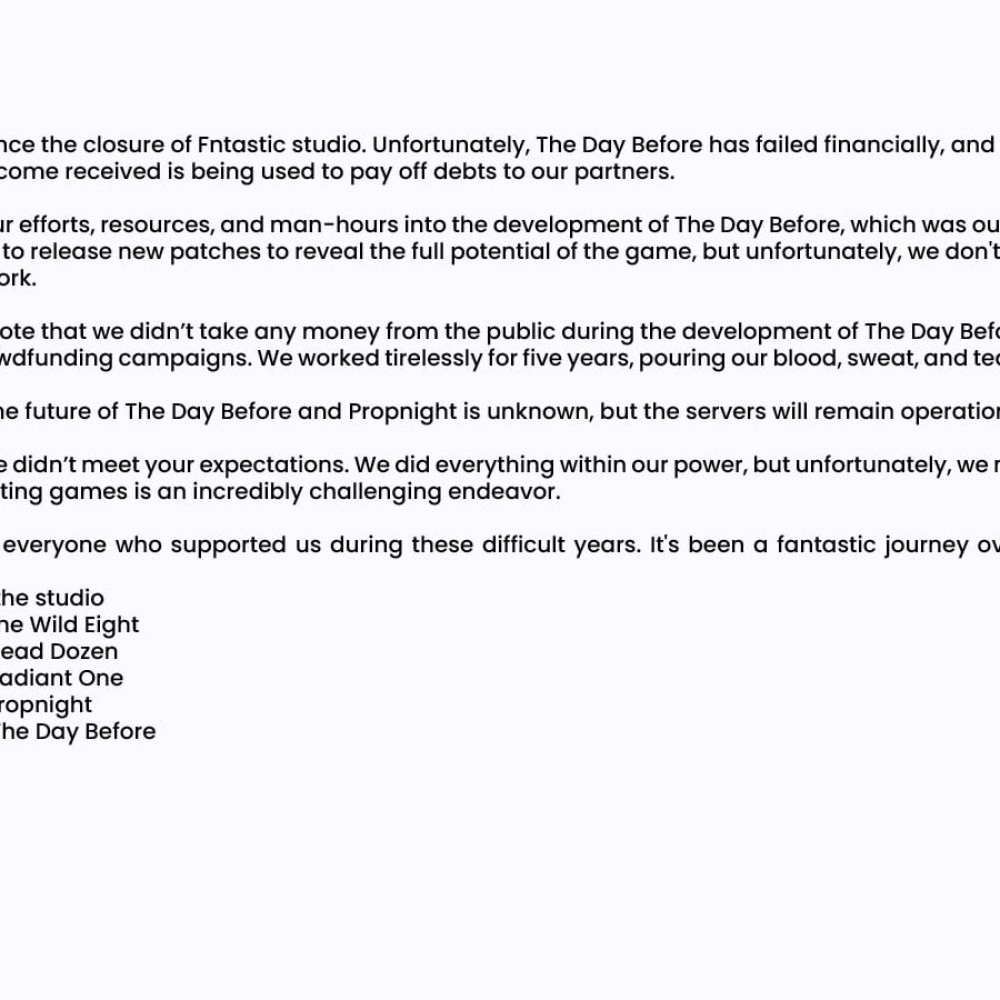 nce the closure of Fntastic studio. Unfortunately, The Day Before has failed financially, and
come received is being used to pay off debts to our partners.
ur efforts, resources, and man-hours into the development of The Day Before, which was ou
to release new patches to reveal the full potential of the game, but unfortunately, we don't
ork.
ote that we didn’t take any money from the public during the development of The Day Befo
wdfunding campaigns. We worked tirelessly for five years, pouring our blood, sweat, and tea
he future of The Day Before and Propnight is unknown, but the servers will remain operation
e didn’t meet your expectations. We did everything within our power, but unfortunately, we m
ting games is an incredibly challenging endeavor.
everyone who supported us during these difficult years. It's been a fantastic journey ov
the studio
he Wild Eight
ead Dozen
adiant One
ropnight
The Day Before